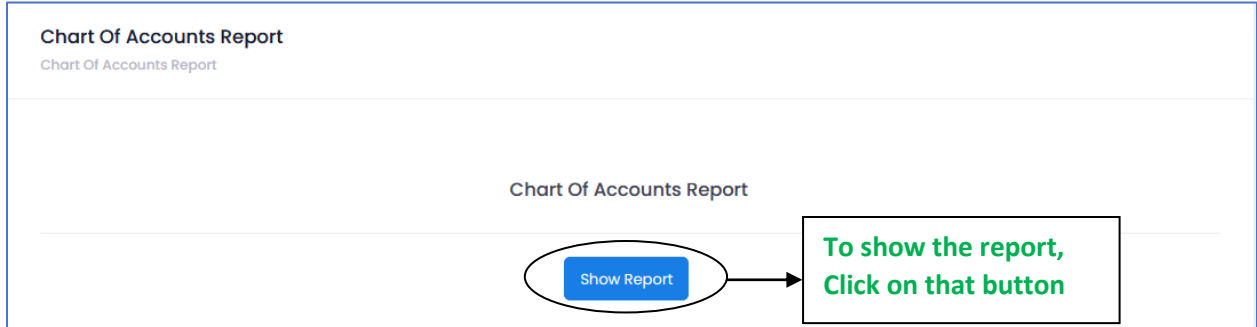 Chart Of Accounts Report
Chart Of Accounts Report
Chart Of Accounts Report
Show Report
To show the report,
Click on that button